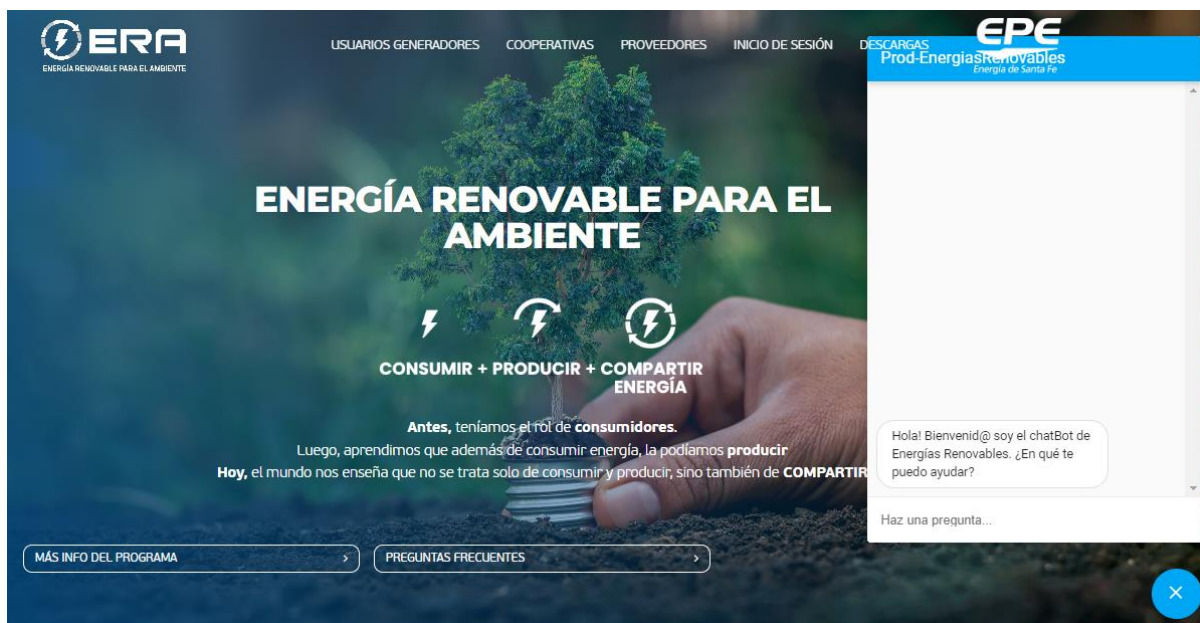 ERA
ENERGÍA RENOVABLE PARA EL AMBIENTE
USUARIOS GENERADORES
COOPERATIVAS
PROVEEDORES
INICIO DE SESIÓN
DESCARGAS
EPE
Energía de Santa Fe
Prod-EnergiasRenovables
ENERGÍA RENOVABLE PARA EL
AMBIENTE
CONSUMIR + PRODUCIR + COMPARTIR
ENERGÍA
Antes, teníamos el rol de consumidores.
Luego, aprendimos que además de consumir energía, la podíamos producir
Hoy, el mundo nos enseña que no se trata solo de consumir y producir, sino también de COMPARTIR
Hola! Bienvenid@ soy el chatBot de
Energías Renovables. ¿En qué te
puedo ayudar?
Haz una pregunta...
MÁS INFO DEL PROGRAMA
PREGUNTAS FRECUENTES